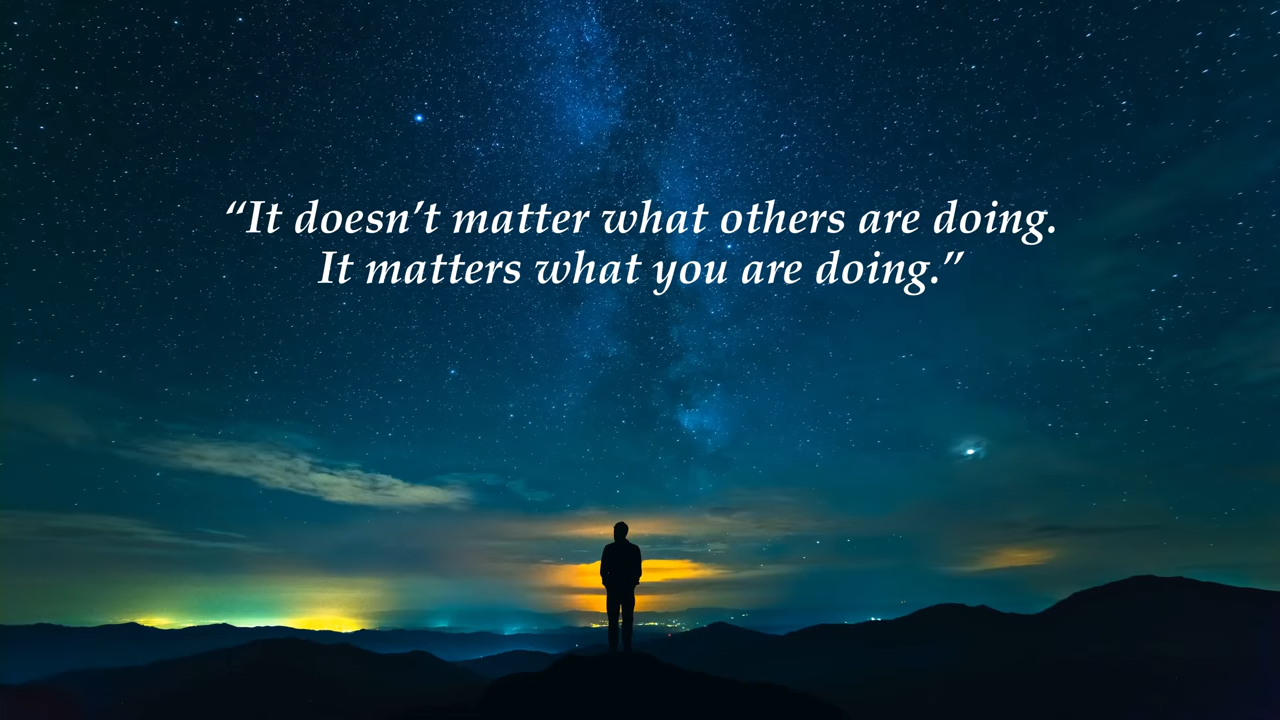 “It doesn’t matter what others are doing.
It matters what you are doing.”